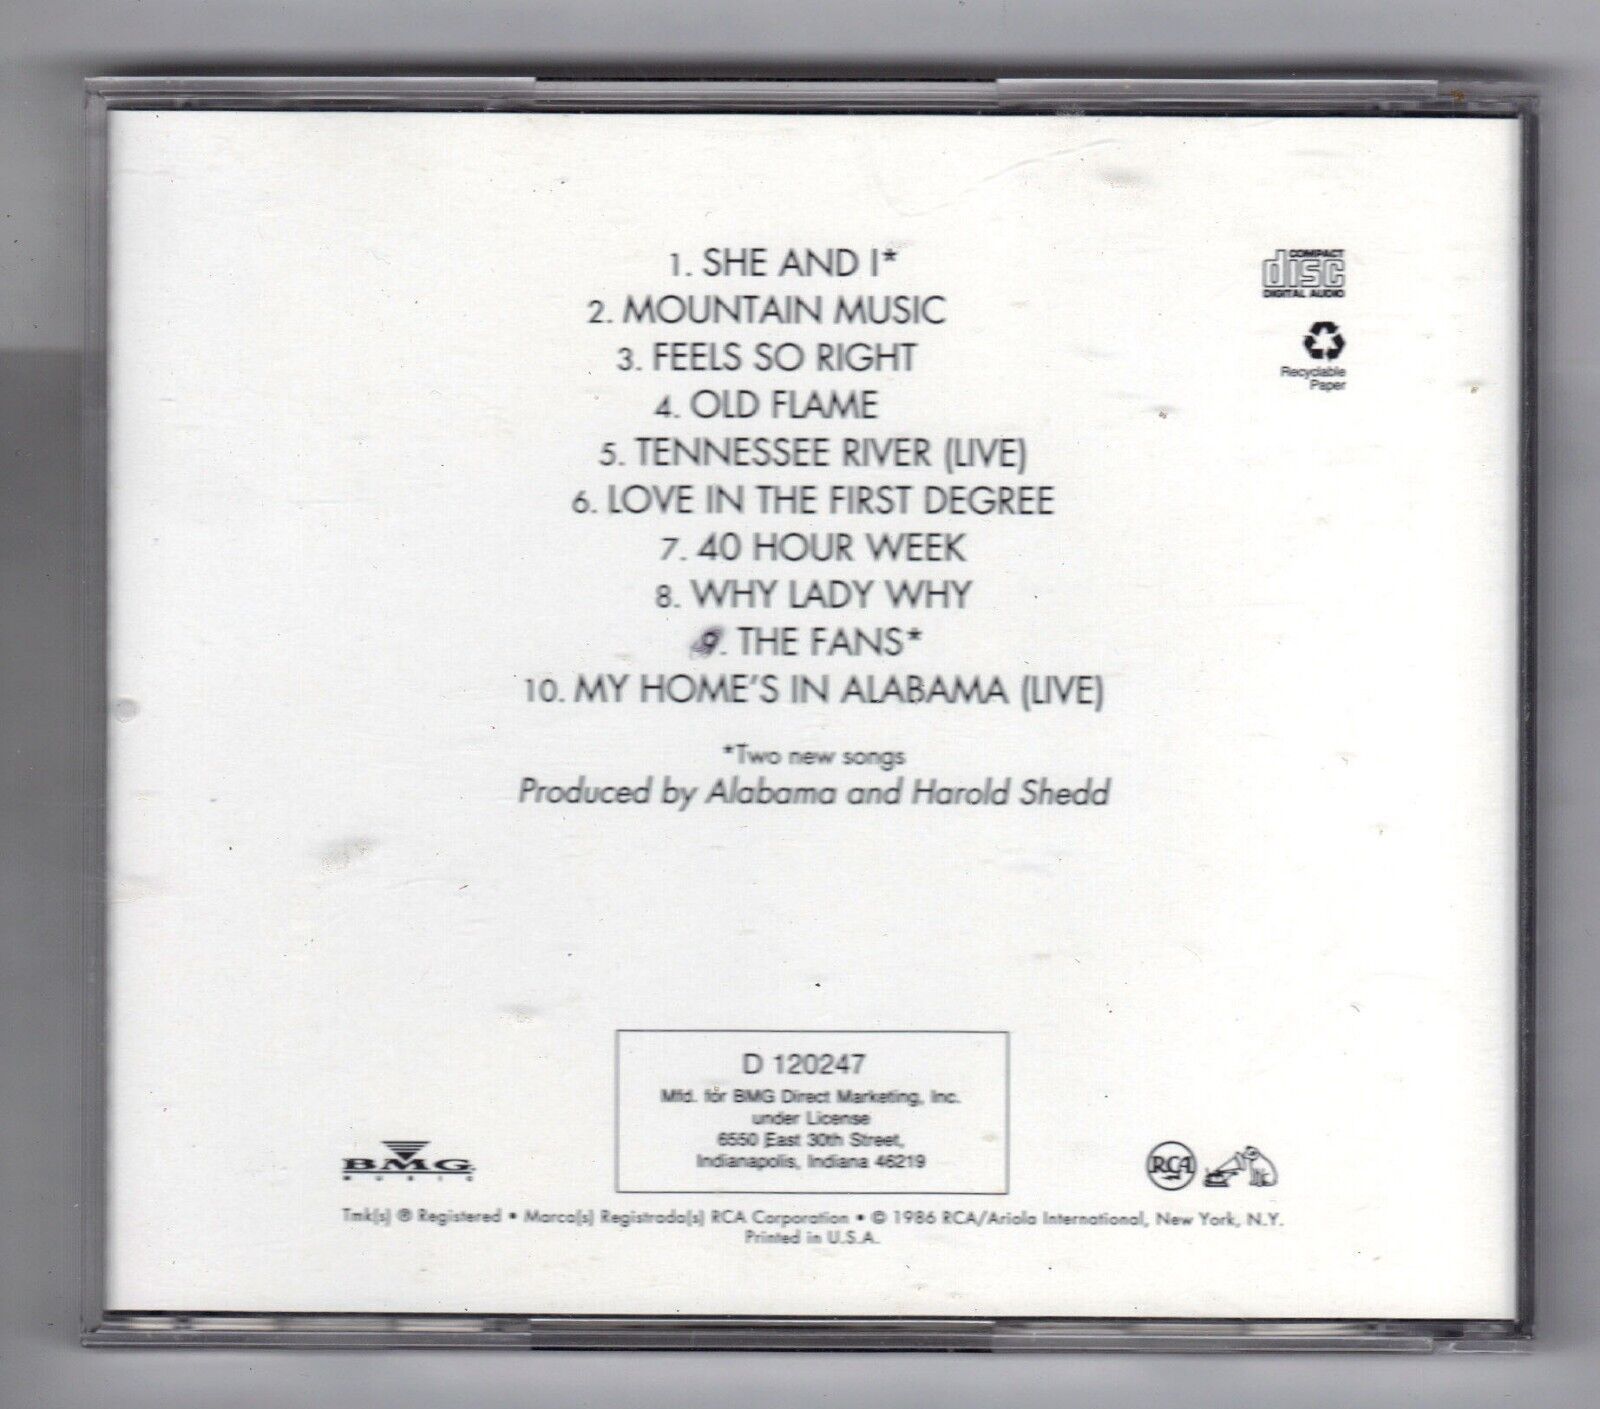 1. SHE AND I*
2. MOUNTAIN MUSIC
3. FEELS SO RIGHT
4. OLD FLAME
5. TENNESSEE RIVER (LIVE)
6. LOVE IN THE FIRST DEGREE
7. 40 HOUR WEEK
8. WHY LADY WHY
9. THE FANS*
10. MY HOME'S IN ALABAMA (LIVE)
*Two new songs
Produced by Alabama and Harold Shedd
COMPACT
disc
DIGITAL AUDIO
Recyclable
Paper
D 120247
Mfd. for BMG Direct Marketing, Inc.
under License
6550 East 30th Street,
Indianapolis, Indiana 46219
BMG
MUSIC
RCA
Tmk(s) ® Registered • Marca(s) Registrada(s) RCA Corporation • © 1986 RCA/Ariola International, New York, N.Y.
Printed in U.S.A.